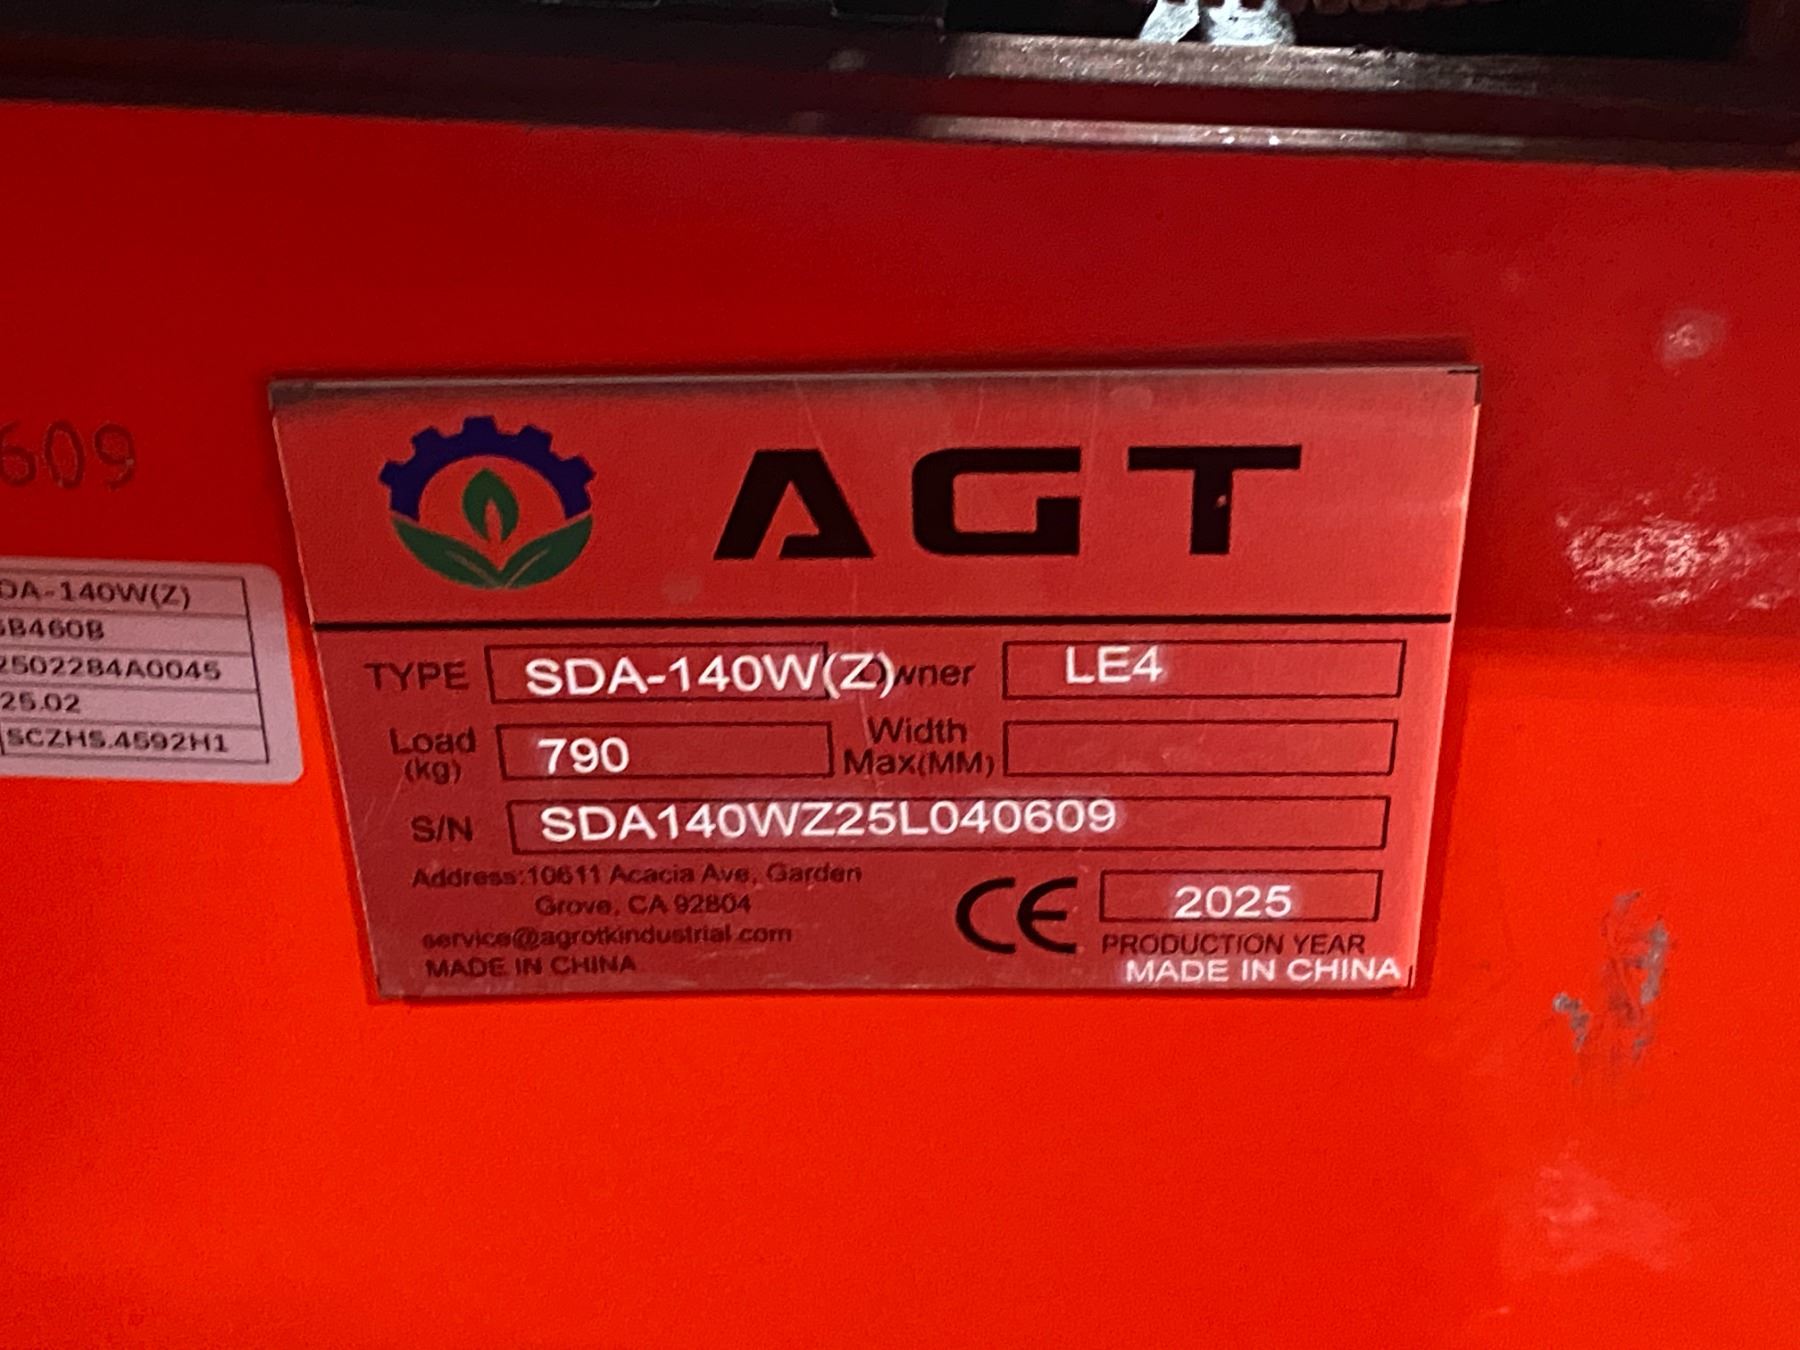 609
DA-140W(Z)
B460B
2502284A0045
25.02
SCZHS.4592H1
AGT
TYPE SDA-140W(Z) Owner LE4
Load (kg) 790 Width Max(MM)
S/N SDA140WZ25L040609
Address:10611 Acacia Ave, Garden
Grove, CA 92804
service@agrotkindustrial.com
MADE IN CHINA
CE 2025
PRODUCTION YEAR
MADE IN CHINA